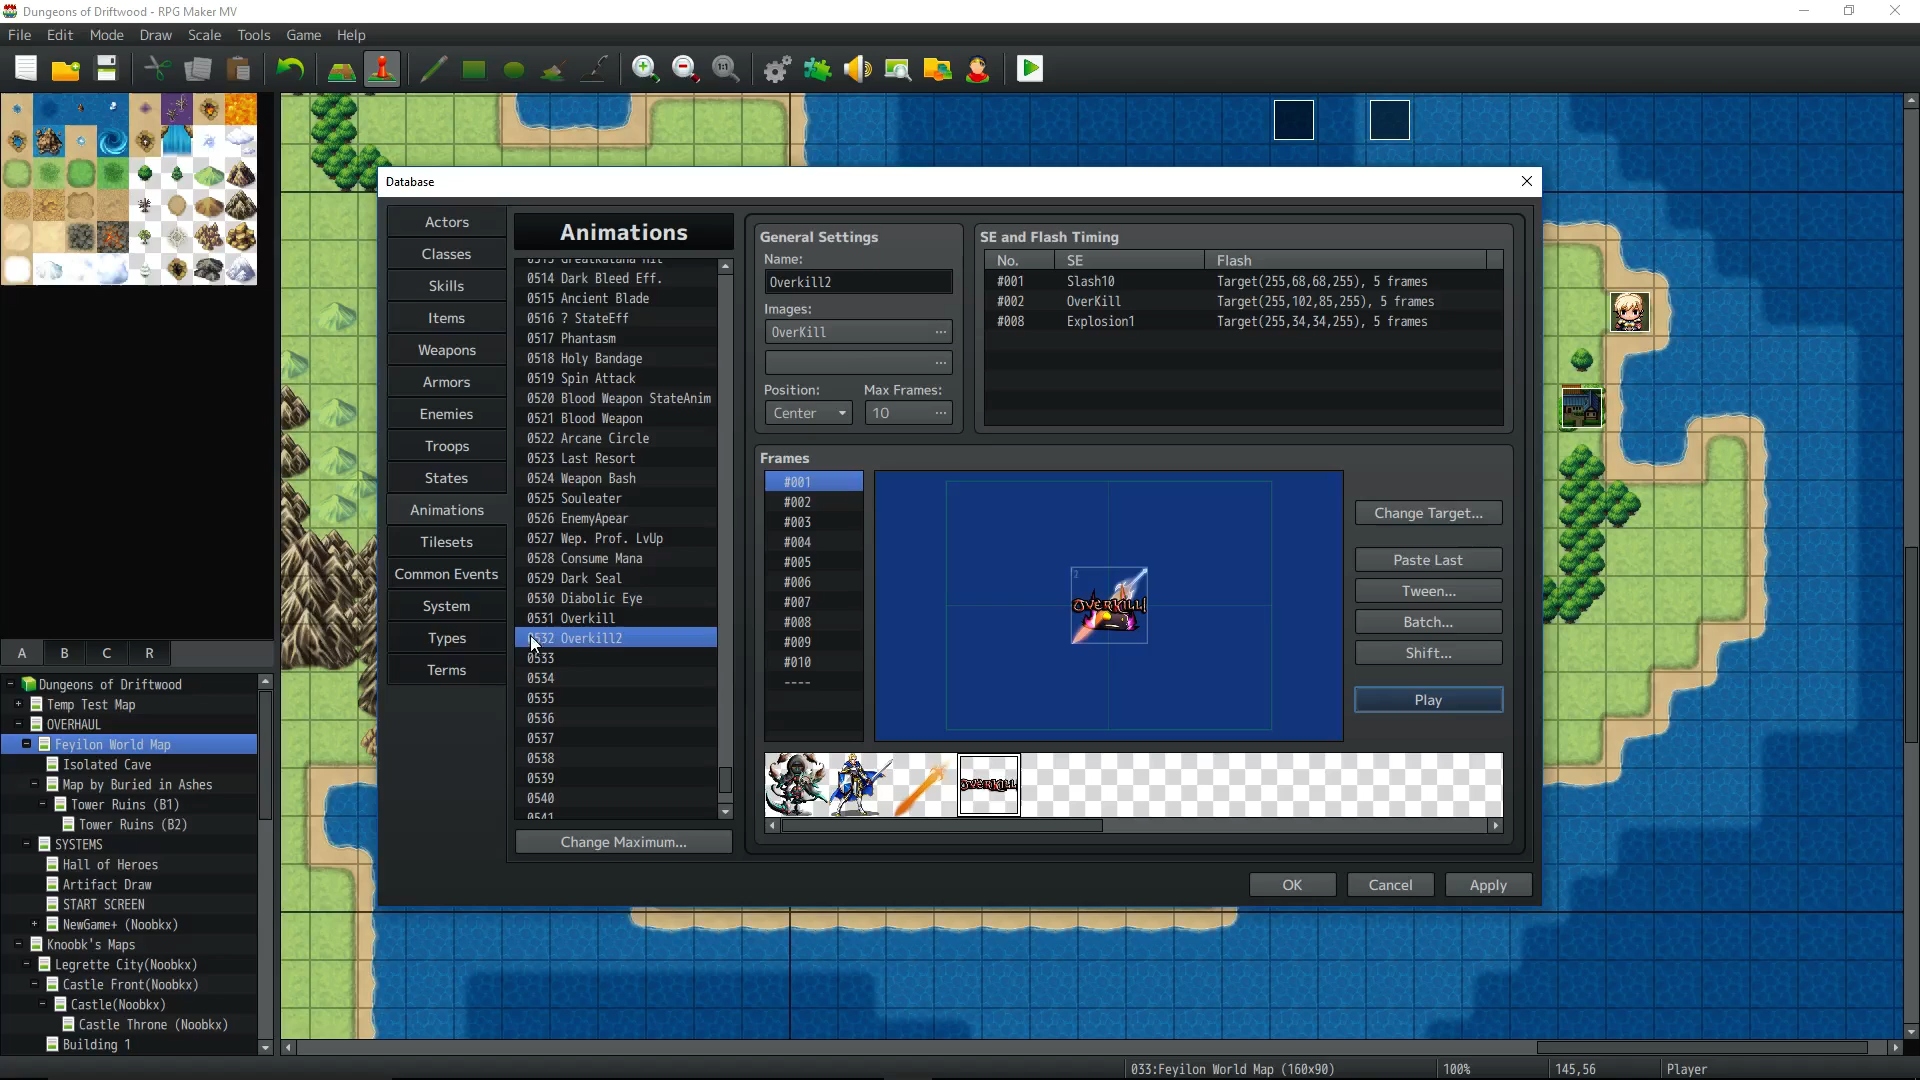 Dungeons of Driftwood - RPG Maker MV
File Edit Mode Draw Scale Tools Game Help
1:1
Database
Actors
Classes
Skills
Items
Weapons
Armors
Enemies
Troops
States
Animations
Tilesets
Common Events
System
Types
Terms
Animations
0513 Greatkatana Hit
0514 Dark Bleed Eff.
0515 Ancient Blade
0516 ? StateEff
0517 Phantasm
0518 Holy Bandage
0519 Spin Attack
0520 Blood Weapon StateAnim
0521 Blood Weapon
0522 Arcane Circle
0523 Last Resort
0524 Weapon Bash
0525 Souleater
0526 EnemyApear
0527 Wep. Prof. LvUp
0528 Consume Mana
0529 Dark Seal
0530 Diabolic Eye
0531 Overkill
0532 Overkill2
0533
0534
0535
0536
0537
0538
0539
0540
0541
Change Maximum...
General Settings
Name:
Overkill2
Images:
OverKill ...
...
Position: Max Frames:
Center 10 ...
SE and Flash Timing
No. SE Flash
#001 Slash10 Target(255,68,68,255), 5 frames
#002 OverKill Target(255,102,85,255), 5 frames
#008 Explosion1 Target(255,34,34,255), 5 frames
Frames
#001
#002
#003
#004
#005
#006
#007
#008
#009
#010
----
2
OVERKILL
Change Target...
Paste Last
Tween...
Batch...
Shift...
Play
OVERKILL
OK Cancel Apply
A B C R
Dungeons of Driftwood
Temp Test Map
OVERHAUL
Feyilon World Map
Isolated Cave
Map by Buried in Ashes
Tower Ruins (B1)
Tower Ruins (B2)
SYSTEMS
Hall of Heroes
Artifact Draw
START SCREEN
NewGame+ (Noobkx)
Knoobk's Maps
Legrette City(Noobkx)
Castle Front(Noobkx)
Castle(Noobkx)
Castle Throne (Noobkx)
Building 1
033:Feyilon World Map (160x90) 100% 145,56 Player